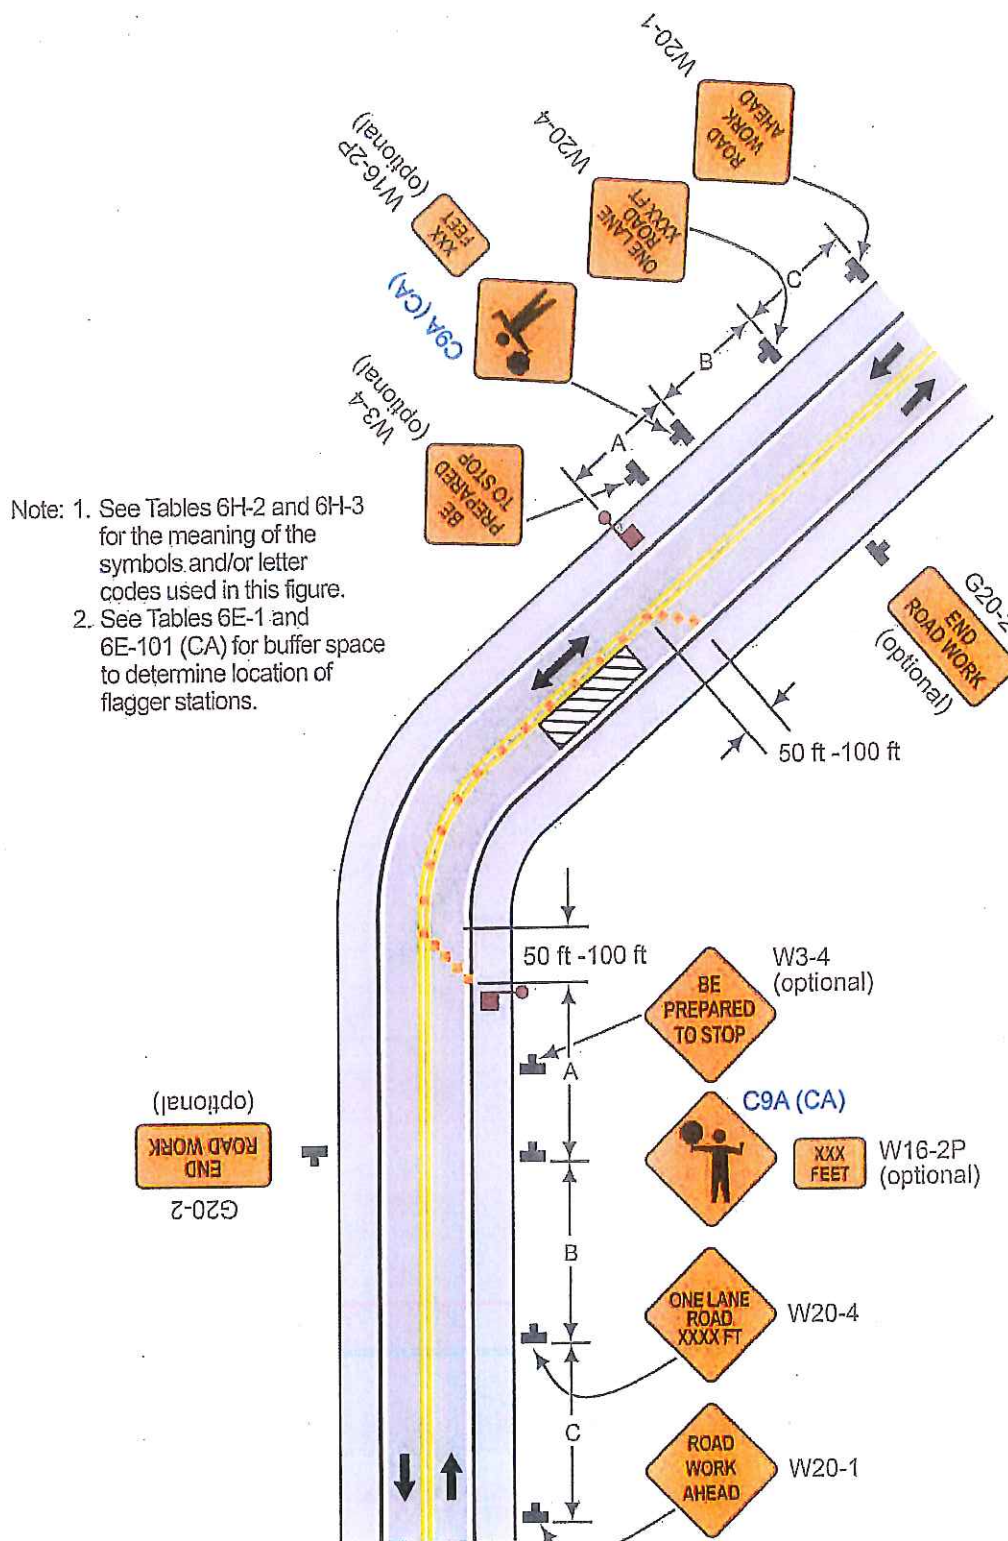 W20-1
ROAD
WORK
AHEAD
W20-4
ONE LANE
ROAD
XXXX FT
W16-2P
(optional)
XXX
FEET
C9A (CA)
W3-4
(optional)
BE
PREPARED
TO STOP
C
B
A
Note: 1. See Tables 6H-2 and 6H-3
for the meaning of the
symbols and/or letter
codes used in this figure.
2. See Tables 6E-1 and
6E-101 (CA) for buffer space
to determine location of
flagger stations.
G20-2
END
ROAD WORK
(optional)
50 ft -100 ft
50 ft -100 ft
W3-4
(optional)
BE
PREPARED
TO STOP
A
C9A (CA)
XXX
FEET
W16-2P
(optional)
G20-2
END
ROAD WORK
(optional)
B
ONE LANE
ROAD
XXXX FT
W20-4
C
ROAD
WORK
AHEAD
W20-1